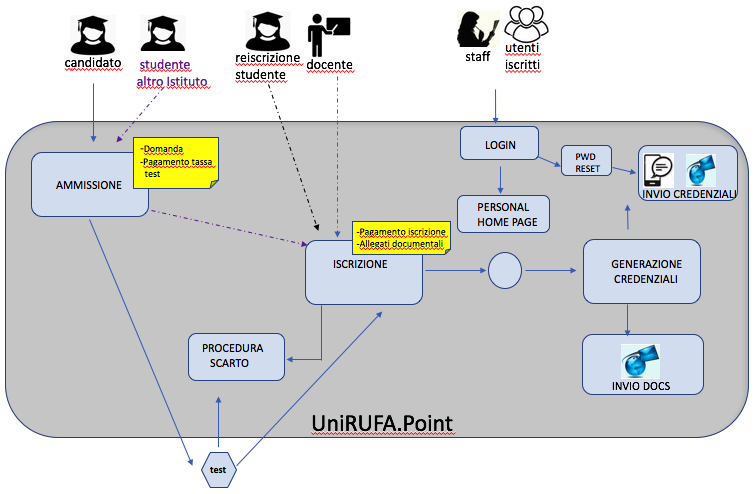 candidato
studente
altro Istituto
reiscrizione
studente
docente
staff
utenti
iscritti
-Domanda
-Pagamento tassa
test
AMMISSIONE
LOGIN
PWD
RESET
INVIO CREDENZIALI
PERSONAL
HOME PAGE
-Pagamento iscrizione
-Allegati documentali
ISCRIZIONE
GENERAZIONE
CREDENZIALI
PROCEDURA
SCARTO
INVIO DOCS
UniRUFA.Point
test